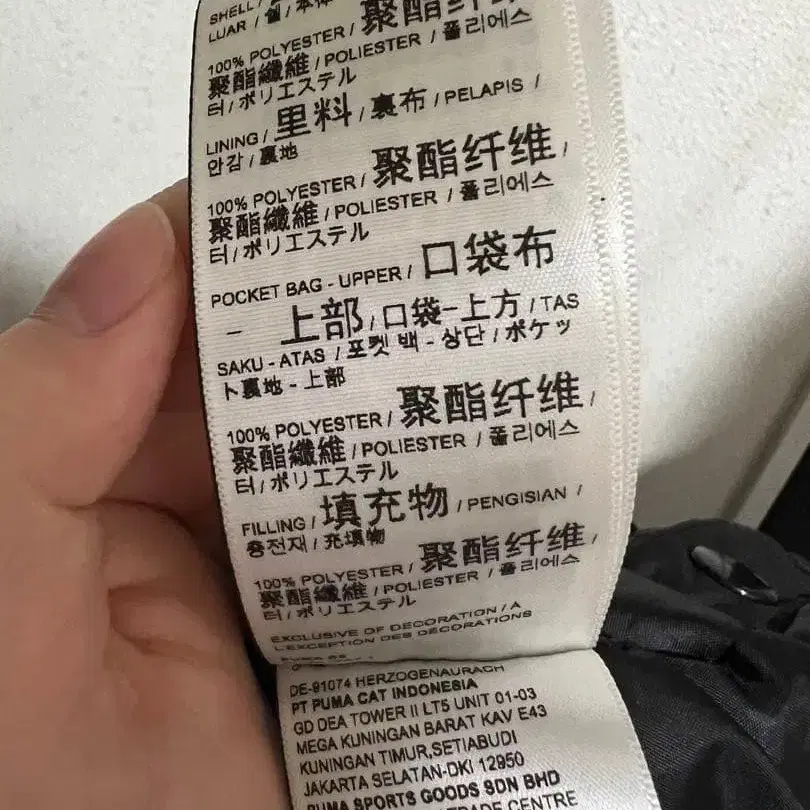 SHELL /
LUAR / 겉 / 本体
100% POLYESTER / 聚酯纤维
聚酯纖維 / POLIESTER / 폴리에스
터 / ポリエステル
LINING / 里料 / 裏布 / PELAPIS /
안감 / 裏地
100% POLYESTER / 聚酯纤维 /
聚酯纖維 / POLIESTER / 폴리에스
터 / ポリエステル
POCKET BAG - UPPER / 口袋布
- 上部 / 口袋-上方 / TAS
SAKU - ATAS / 포켓 백 - 상단 / ポケッ
ト裏地 - 上部
100% POLYESTER / 聚酯纤维 /
聚酯纖維 / POLIESTER / 폴리에스
터 / ポリエステル
FILLING / 填充物 / PENGISIAN /
충전재 / 充填物
100% POLYESTER / 聚酯纤维 /
聚酯纖維 / POLIESTER / 폴리에스
터 / ポリエステル
EXCLUSIVE OF DECORATION / A
L'EXCEPTION DES DÉCORATIONS
DE-91074 HERZOGENAURACH
PT PUMA CAT INDONESIA
GD DEA TOWER II LT5 UNIT 01-03
MEGA KUNINGAN BARAT KAV E43
KUNINGAN TIMUR,SETIABUDI
JAKARTA SELATAN-DKI 12950
PUMA SPORTS GOODS SDN BHD
TRADE CENTRE